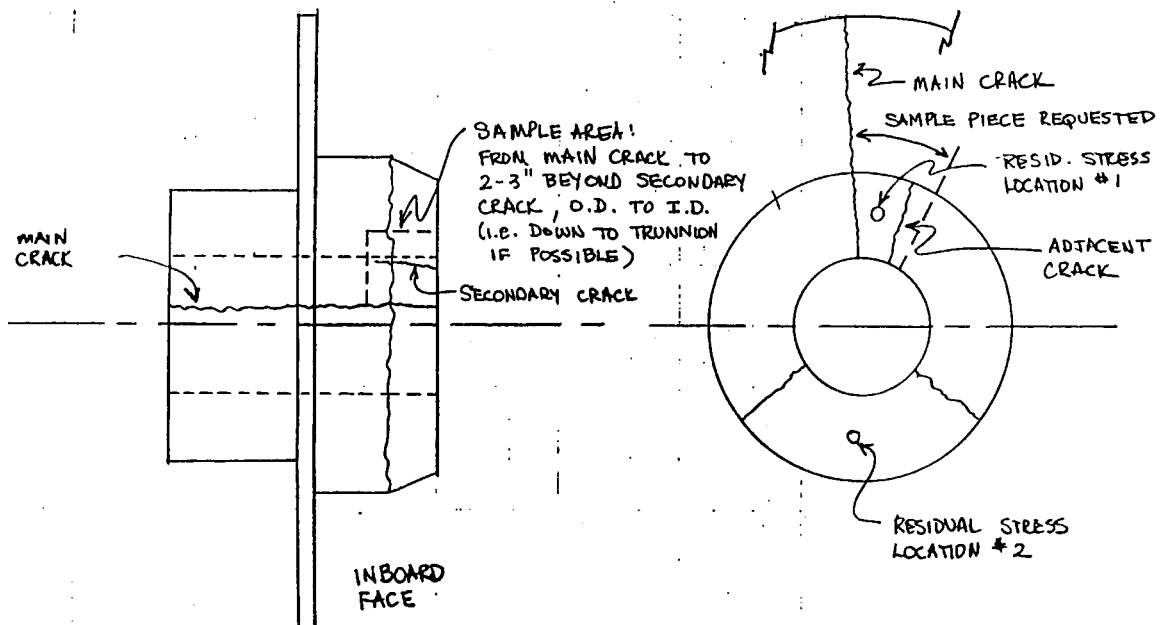 MAIN
CRACK
SAMPLE AREA:
FROM MAIN CRACK TO
2-3" BEYOND SECONDARY
CRACK, O.D. TO I.D.
(i.e. DOWN TO TRUNNION
IF POSSIBLE)
SECONDARY CRACK
INBOARD
FACE
MAIN CRACK
SAMPLE PIECE REQUESTED
RESID. STRESS
LOCATION #1
ADJACENT
CRACK
RESIDUAL STRESS
LOCATION #2